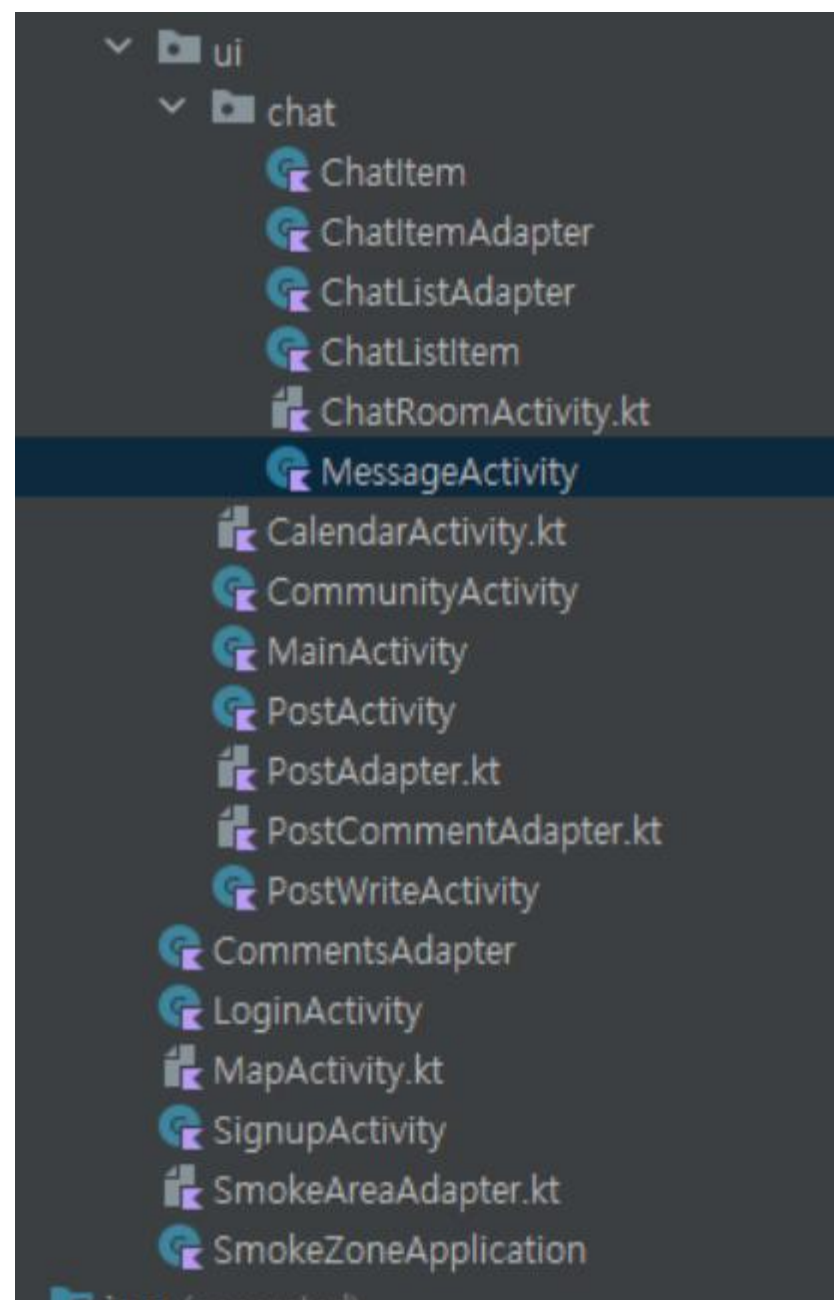 ui
chat
ChatItem
ChatItemAdapter
ChatListAdapter
ChatListItem
ChatRoomActivity.kt
MessageActivity
CalendarActivity.kt
CommunityActivity
MainActivity
PostActivity
PostAdapter.kt
PostCommentAdapter.kt
PostWriteActivity
CommentsAdapter
LoginActivity
MapActivity.kt
SignupActivity
SmokeAreaAdapter.kt
SmokeZoneApplication